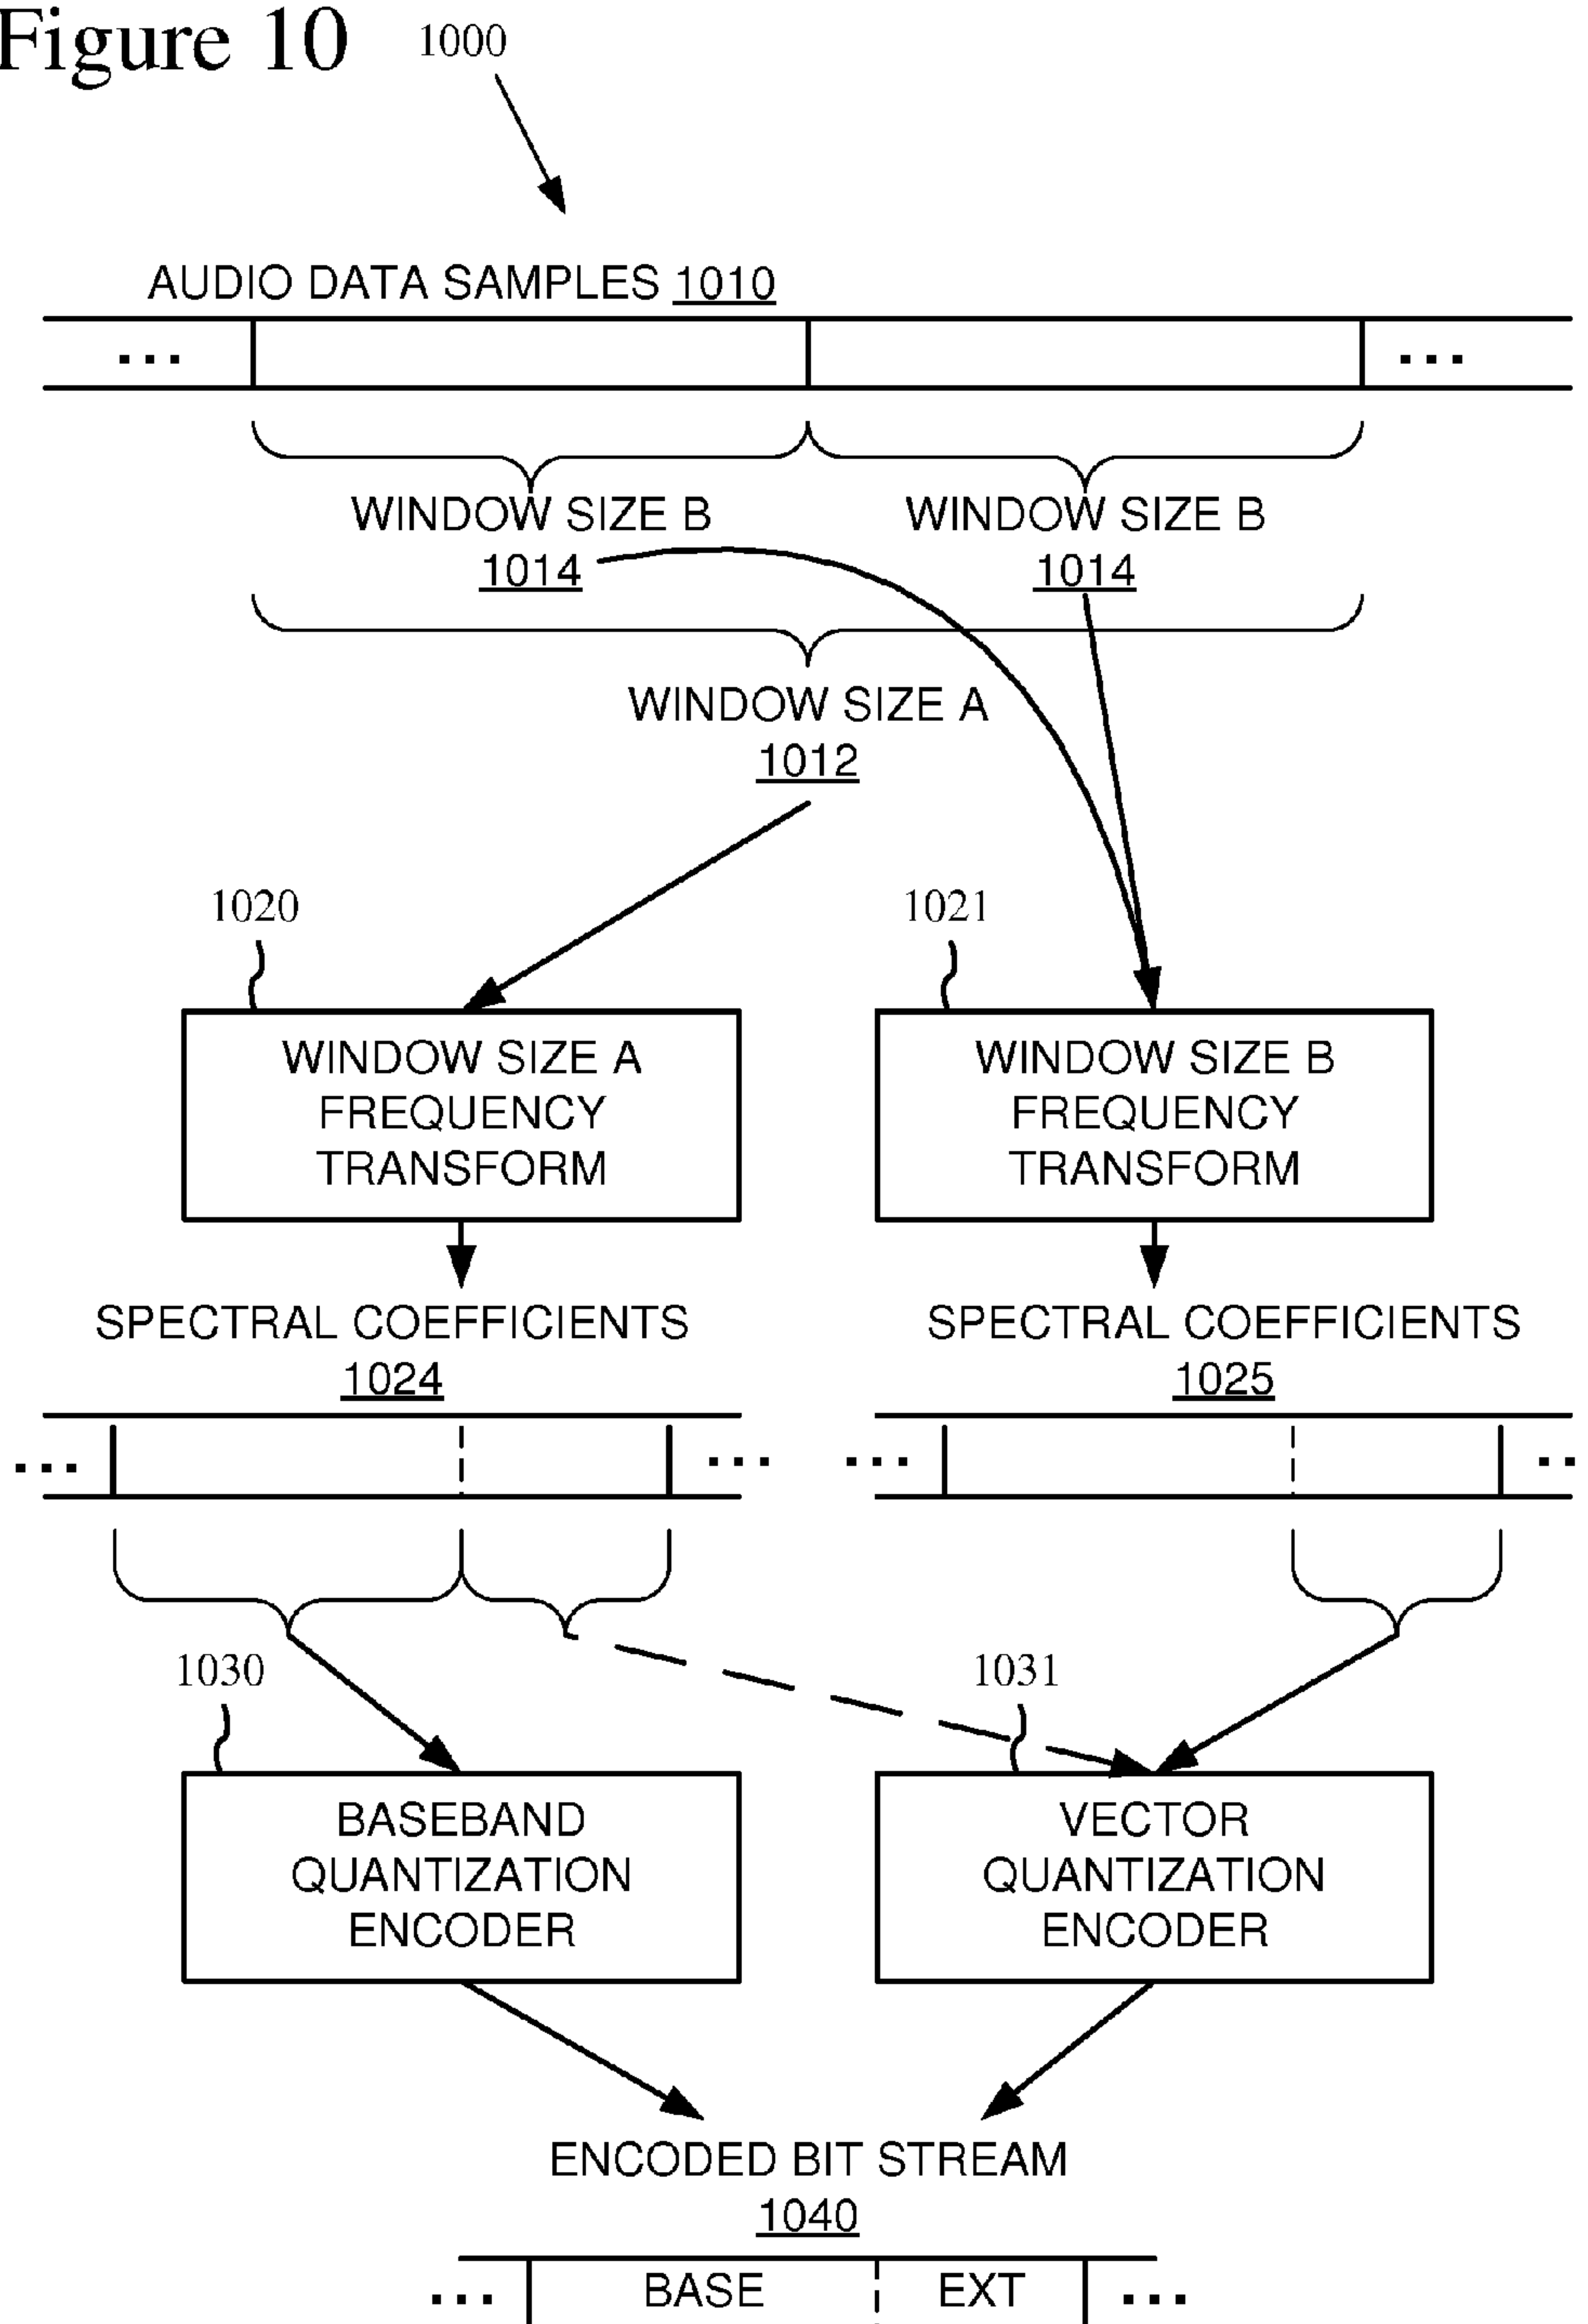 Figure 10
1000
AUDIO DATA SAMPLES 1010
... ...
WINDOW SIZE B WINDOW SIZE B
1014 1014
WINDOW SIZE A
1012
1020 1021
WINDOW SIZE A WINDOW SIZE B
FREQUENCY FREQUENCY
TRANSFORM TRANSFORM
SPECTRAL COEFFICIENTS SPECTRAL COEFFICIENTS
1024 1025
... ... ... ..
1030 1031
BASEBAND VECTOR
QUANTIZATION QUANTIZATION
ENCODER ENCODER
ENCODED BIT STREAM
1040
... BASE EXT ...